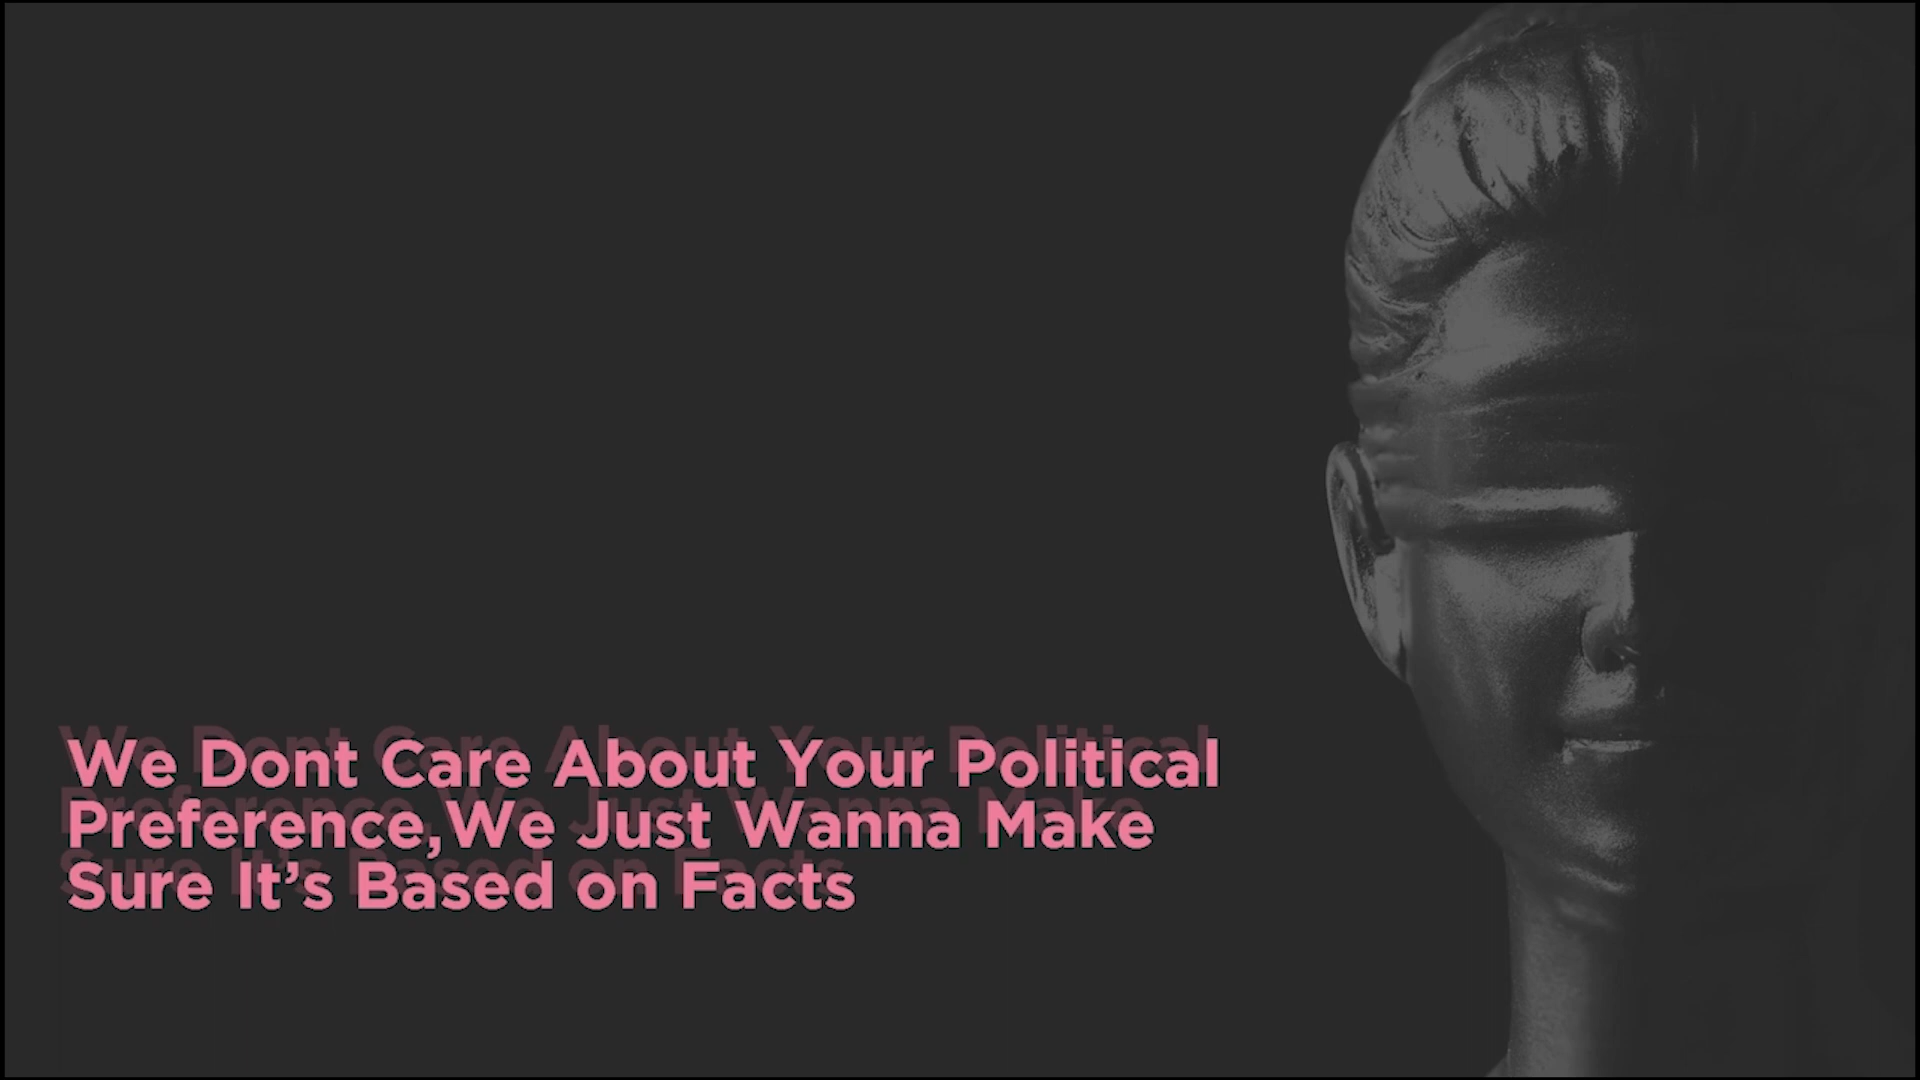 We Dont Care About Your Political
Preference,We Just Wanna Make
Sure It’s Based on Facts